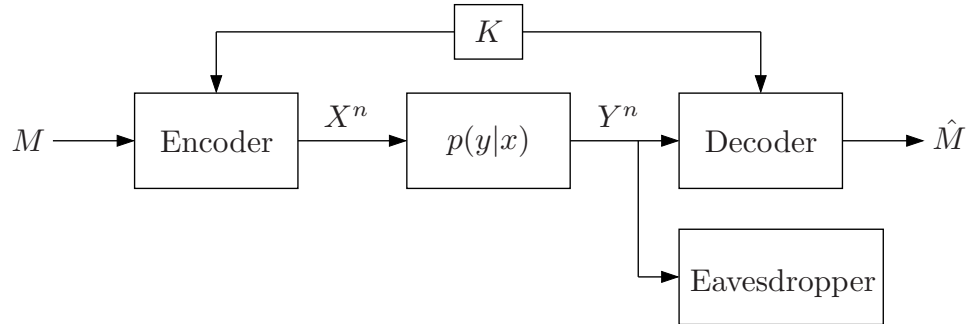 K
M
Encoder
X^n
p(y|x)
Y^n
Decoder
M̂
Eavesdropper